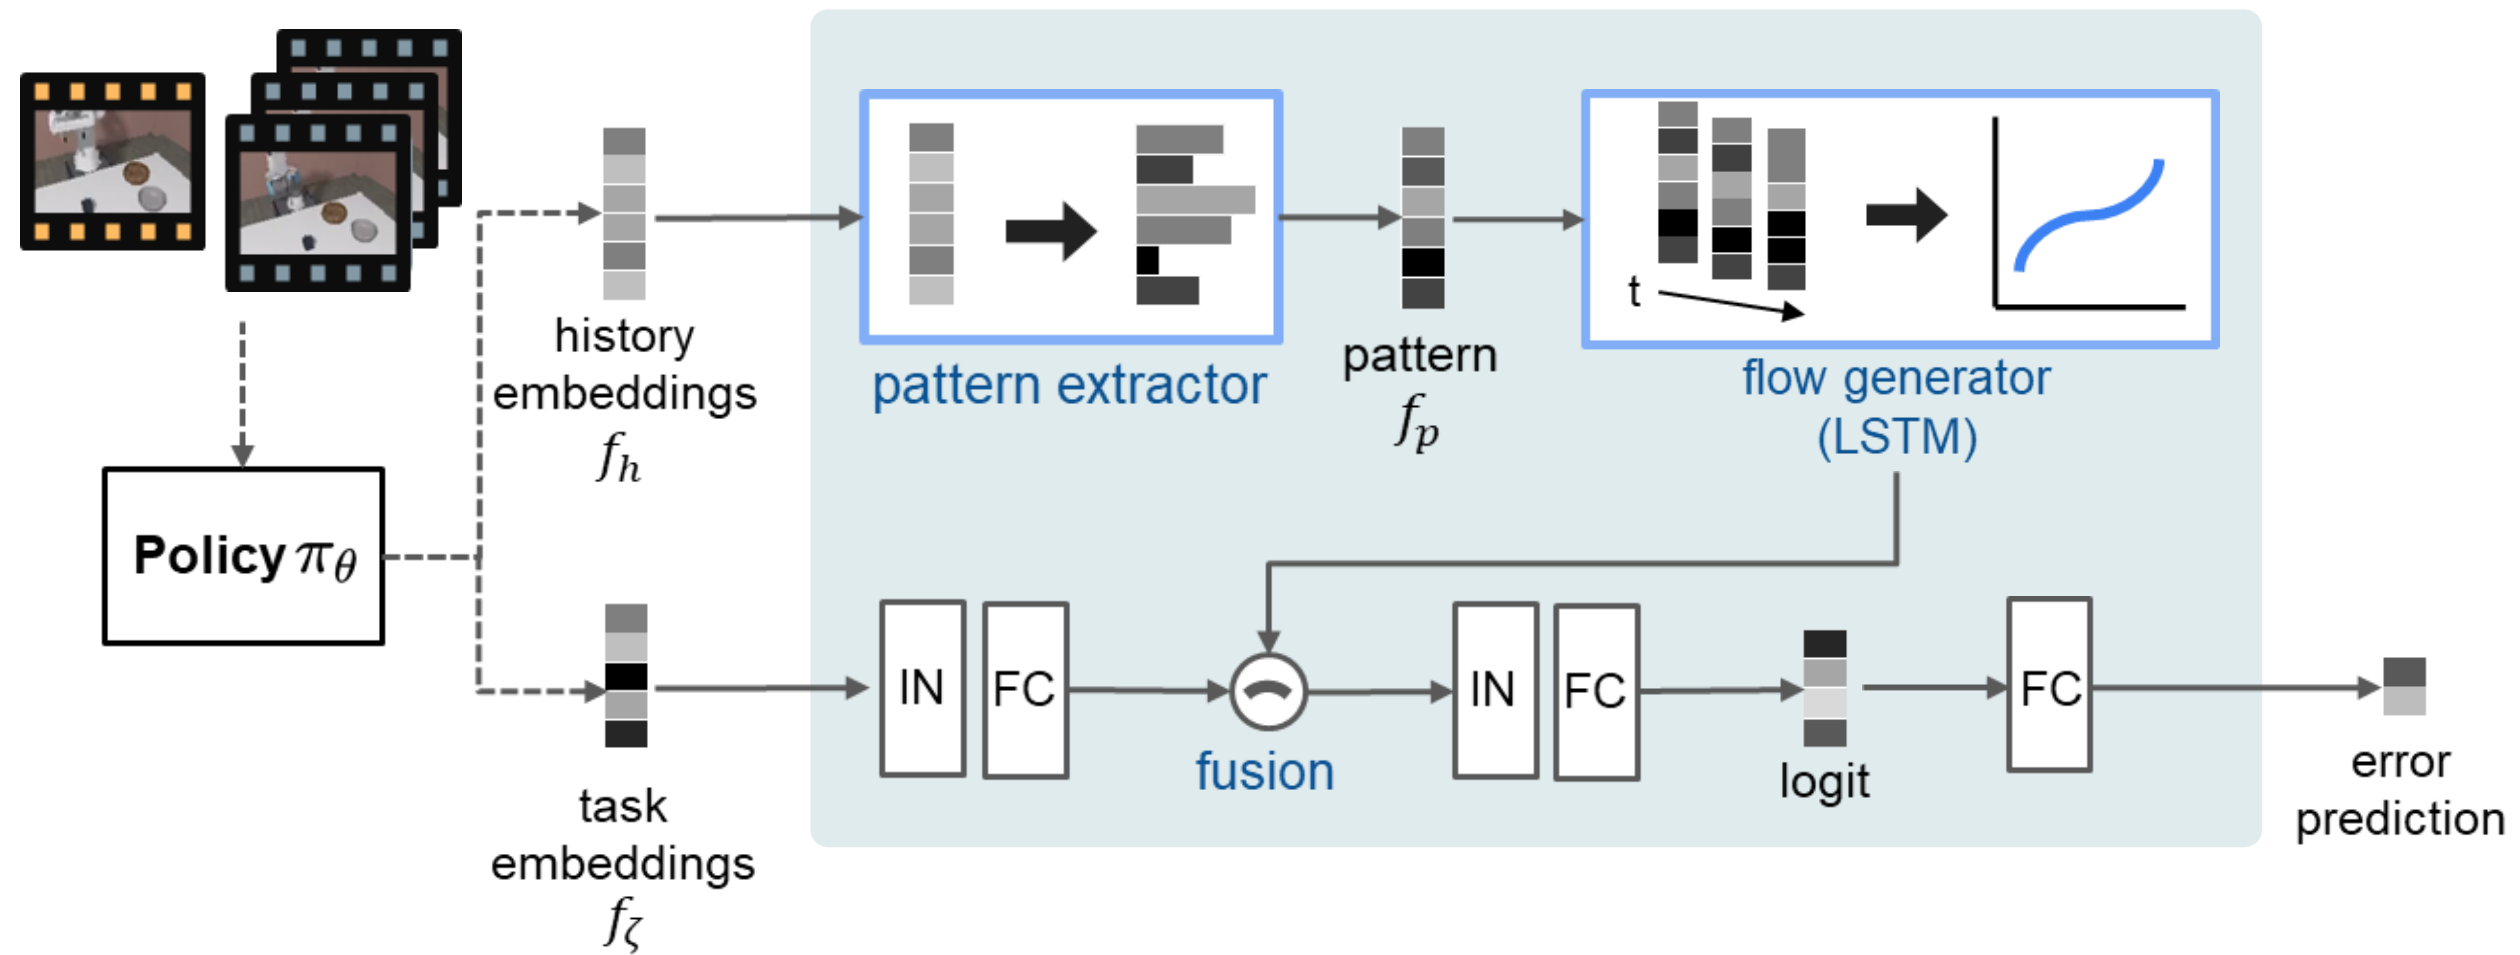 history
embeddings
f_h
pattern extractor
pattern
f_p
t
flow generator
(LSTM)
Policy π_θ
task
embeddings
f_ζ
IN
FC
fusion
IN
FC
logit
FC
error
prediction